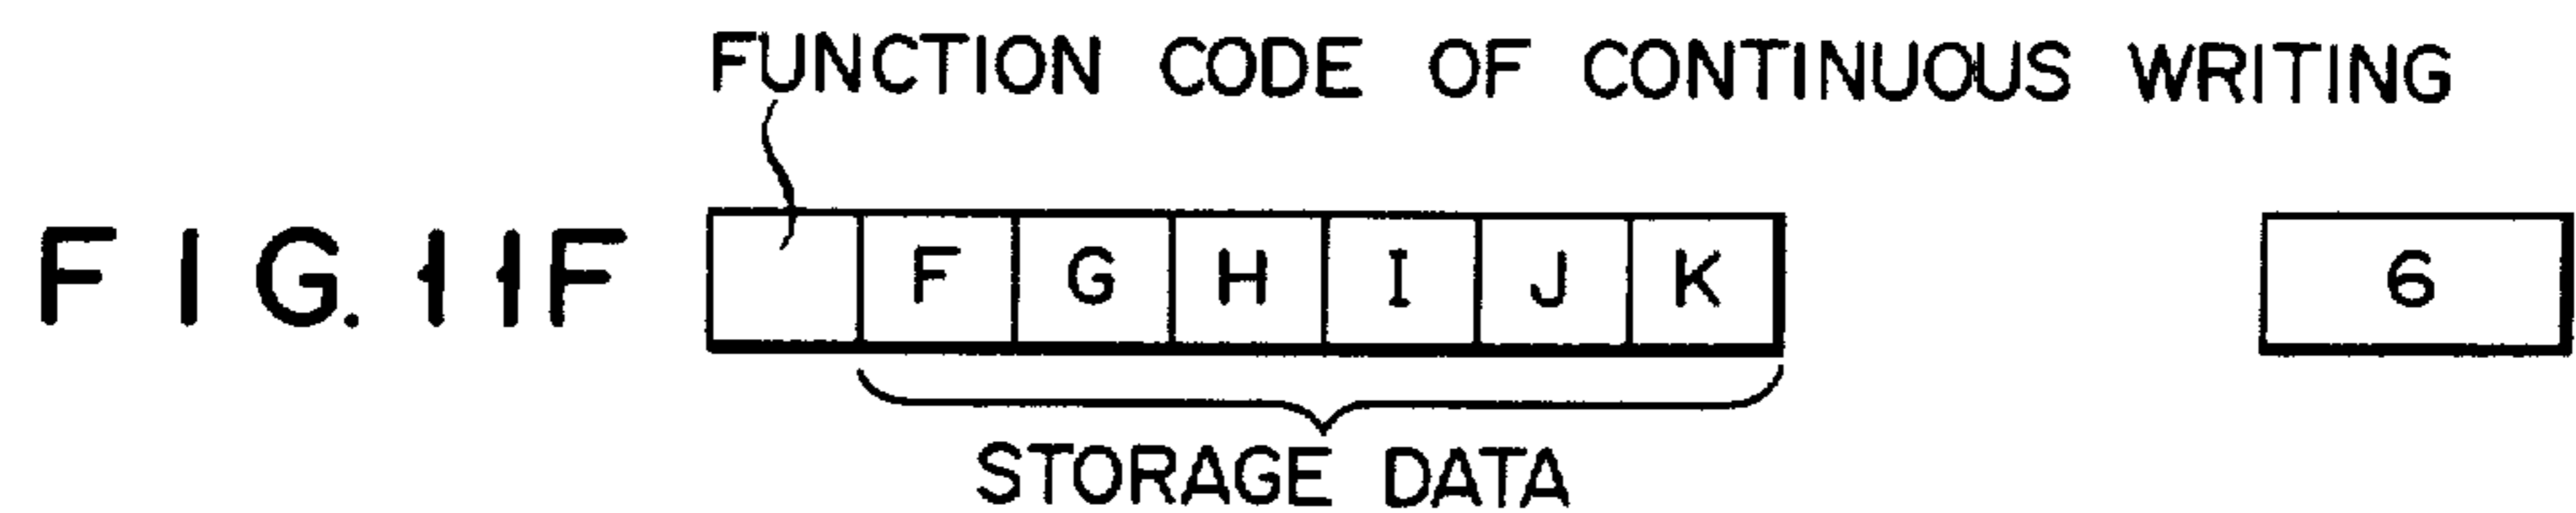 FUNCTION CODE OF CONTINUOUS WRITING
FIG. 11F F G H I J K 6
STORAGE DATA